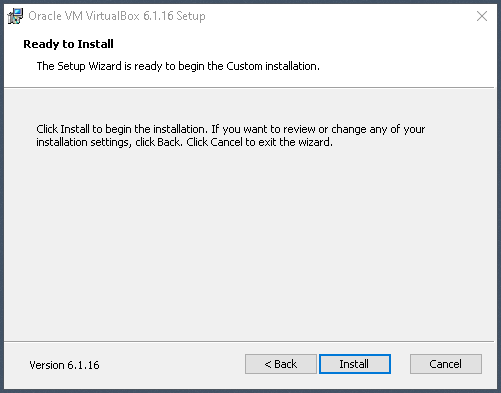 Oracle VM VirtualBox 6.1.16 Setup
Ready to Install
The Setup Wizard is ready to begin the Custom installation.
Click Install to begin the installation. If you want to review or change any of your
installation settings, click Back. Click Cancel to exit the wizard.
Version 6.1.16
< Back
Install
Cancel